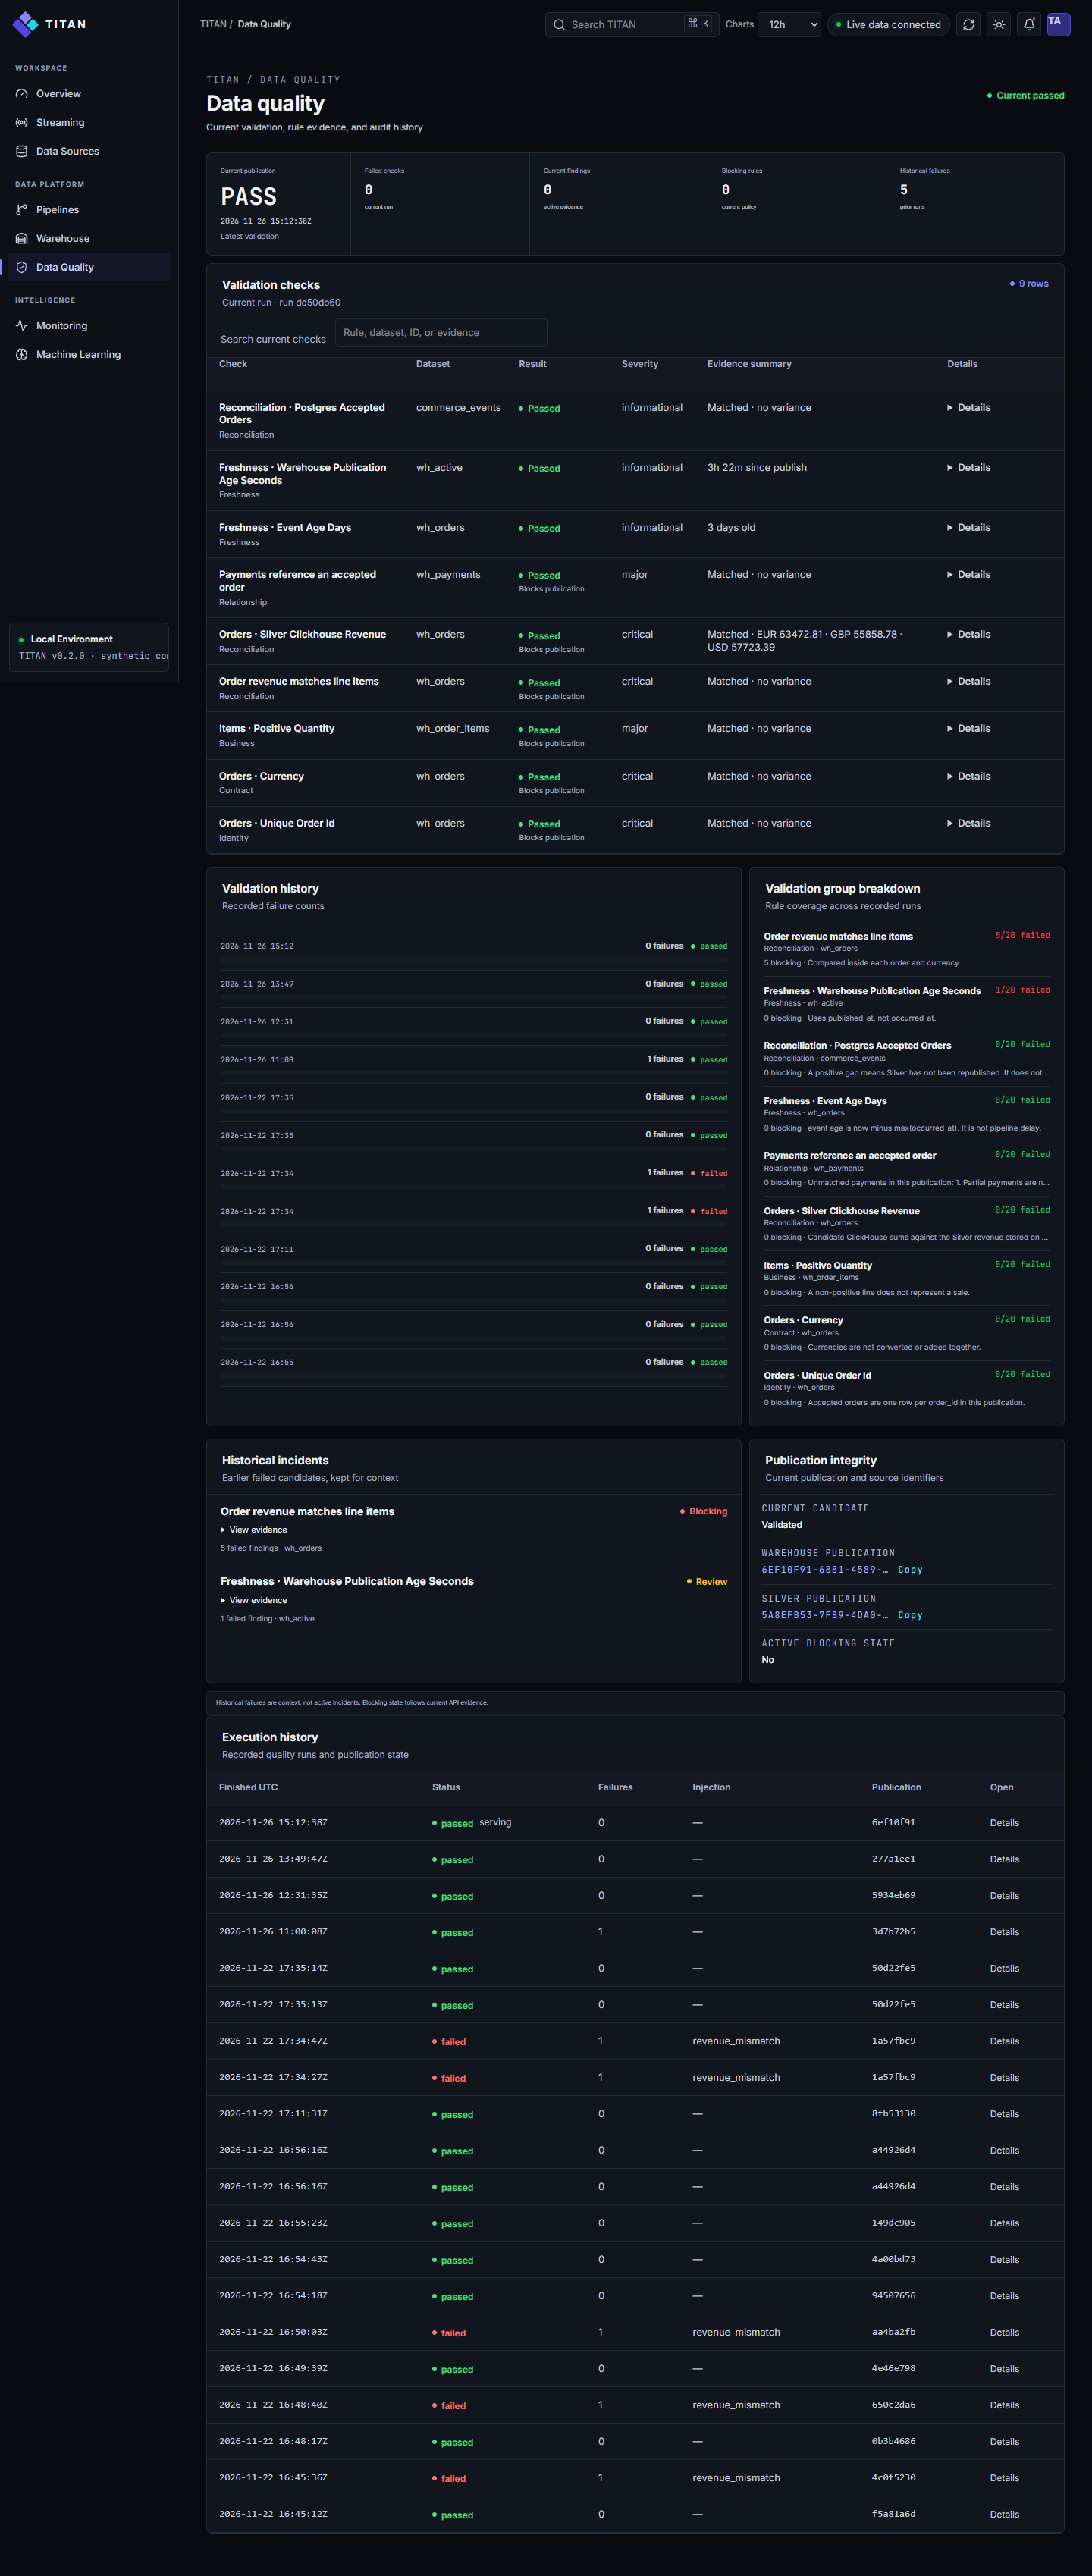 TITAN
TITAN / Data Quality
Search TITAN ⌘ K
Charts 12h
Live data connected
TA
WORKSPACE
Overview
Streaming
Data Sources
DATA PLATFORM
Pipelines
Warehouse
Data Quality
INTELLIGENCE
Monitoring
Machine Learning
Local Environment
TITAN v0.2.0 · synthetic co
TITAN / DATA QUALITY
Data quality
Current validation, rule evidence, and audit history
Current passed
Current publication
PASS
2026-11-26 15:12:38Z
Latest validation
Failed checks
0
current run
Current findings
0
active evidence
Blocking rules
0
current policy
Historical failures
5
prior runs
Validation checks
Current run · run dd50db60
9 rows
Search current checks Rule, dataset, ID, or evidence
Check Dataset Result Severity Evidence summary Details
Reconciliation · Postgres Accepted Orders
Reconciliation
commerce_events Passed informational Matched · no variance Details
Freshness · Warehouse Publication Age Seconds
Freshness
wh_active Passed informational 3h 22m since publish Details
Freshness · Event Age Days
Freshness
wh_orders Passed informational 3 days old Details
Payments reference an accepted order
Relationship
wh_payments Passed Blocks publication major Matched · no variance Details
Orders · Silver Clickhouse Revenue
Reconciliation
wh_orders Passed Blocks publication critical Matched · EUR 63472.81 · GBP 55858.78 · USD 57723.39 Details
Order revenue matches line items
Reconciliation
wh_orders Passed Blocks publication critical Matched · no variance Details
Items · Positive Quantity
Business
wh_order_items Passed Blocks publication major Matched · no variance Details
Orders · Currency
Contract
wh_orders Passed Blocks publication critical Matched · no variance Details
Orders · Unique Order Id
Identity
wh_orders Passed Blocks publication critical Matched · no variance Details
Validation history
Recorded failure counts
2026-11-26 15:12 0 failures passed
2026-11-26 13:49 0 failures passed
2026-11-26 12:31 0 failures passed
2026-11-26 11:00 1 failures passed
2026-11-22 17:35 0 failures passed
2026-11-22 17:35 0 failures passed
2026-11-22 17:34 1 failures failed
2026-11-22 17:34 1 failures failed
2026-11-22 17:11 0 failures passed
2026-11-22 16:56 0 failures passed
2026-11-22 16:56 0 failures passed
2026-11-22 16:55 0 failures passed
Validation group breakdown
Rule coverage across recorded runs
Order revenue matches line items 5/20 failed
Reconciliation · wh_orders
5 blocking · Compared inside each order and currency.
Freshness · Warehouse Publication Age Seconds 1/20 failed
Freshness · wh_active
0 blocking · Uses published_at, not occurred_at.
Reconciliation · Postgres Accepted Orders 0/20 failed
Reconciliation · commerce_events
0 blocking · A positive gap means Silver has not been republished. It does not…
Freshness · Event Age Days 0/20 failed
Freshness · wh_orders
0 blocking · event age is now minus max(occurred_at). It is not pipeline delay.
Payments reference an accepted order 0/20 failed
Relationship · wh_payments
0 blocking · Unmatched payments in this publication: 1. Partial payments are n…
Orders · Silver Clickhouse Revenue 0/20 failed
Reconciliation · wh_orders
0 blocking · Candidate ClickHouse sums against the Silver revenue stored on …
Items · Positive Quantity 0/20 failed
Business · wh_order_items
0 blocking · A non-positive line does not represent a sale.
Orders · Currency 0/20 failed
Contract · wh_orders
0 blocking · Currencies are not converted or added together.
Orders · Unique Order Id 0/20 failed
Identity · wh_orders
0 blocking · Accepted orders are one row per order_id in this publication.
Historical incidents
Earlier failed candidates, kept for context
Order revenue matches line items Blocking
View evidence
5 failed findings · wh_orders
Freshness · Warehouse Publication Age Seconds Review
View evidence
1 failed finding · wh_active
Publication integrity
Current publication and source identifiers
CURRENT CANDIDATE
Validated
WAREHOUSE PUBLICATION
6EF10F91-6881-4589-… Copy
SILVER PUBLICATION
5A8EFB53-7FB9-4DA0-… Copy
ACTIVE BLOCKING STATE
No
Historical failures are context, not active incidents. Blocking state follows current API evidence.
Execution history
Recorded quality runs and publication state
Finished UTC Status Failures Injection Publication Open
2026-11-26 15:12:38Z passed serving 0 — 6ef10f91 Details
2026-11-26 13:49:47Z passed 0 — 277a1ee1 Details
2026-11-26 12:31:35Z passed 0 — 5934eb69 Details
2026-11-26 11:00:08Z passed 1 — 3d7b72b5 Details
2026-11-22 17:35:14Z passed 0 — 50d22fe5 Details
2026-11-22 17:35:13Z passed 0 — 50d22fe5 Details
2026-11-22 17:34:47Z failed 1 revenue_mismatch 1a57fbc9 Details
2026-11-22 17:34:27Z failed 1 revenue_mismatch 1a57fbc9 Details
2026-11-22 17:11:31Z passed 0 — 8fb53130 Details
2026-11-22 16:56:16Z passed 0 — a44926d4 Details
2026-11-22 16:56:16Z passed 0 — a44926d4 Details
2026-11-22 16:55:23Z passed 0 — 149dc905 Details
2026-11-22 16:54:43Z passed 0 — 4a00bd73 Details
2026-11-22 16:54:18Z passed 0 — 94507656 Details
2026-11-22 16:50:03Z failed 1 revenue_mismatch aa4ba2fb Details
2026-11-22 16:49:39Z passed 0 — 4e46e798 Details
2026-11-22 16:48:40Z failed 1 revenue_mismatch 650c2da6 Details
2026-11-22 16:48:17Z passed 0 — 0b3b4686 Details
2026-11-22 16:45:36Z failed 1 revenue_mismatch 4c0f5230 Details
2026-11-22 16:45:12Z passed 0 — f5a81a6d Details